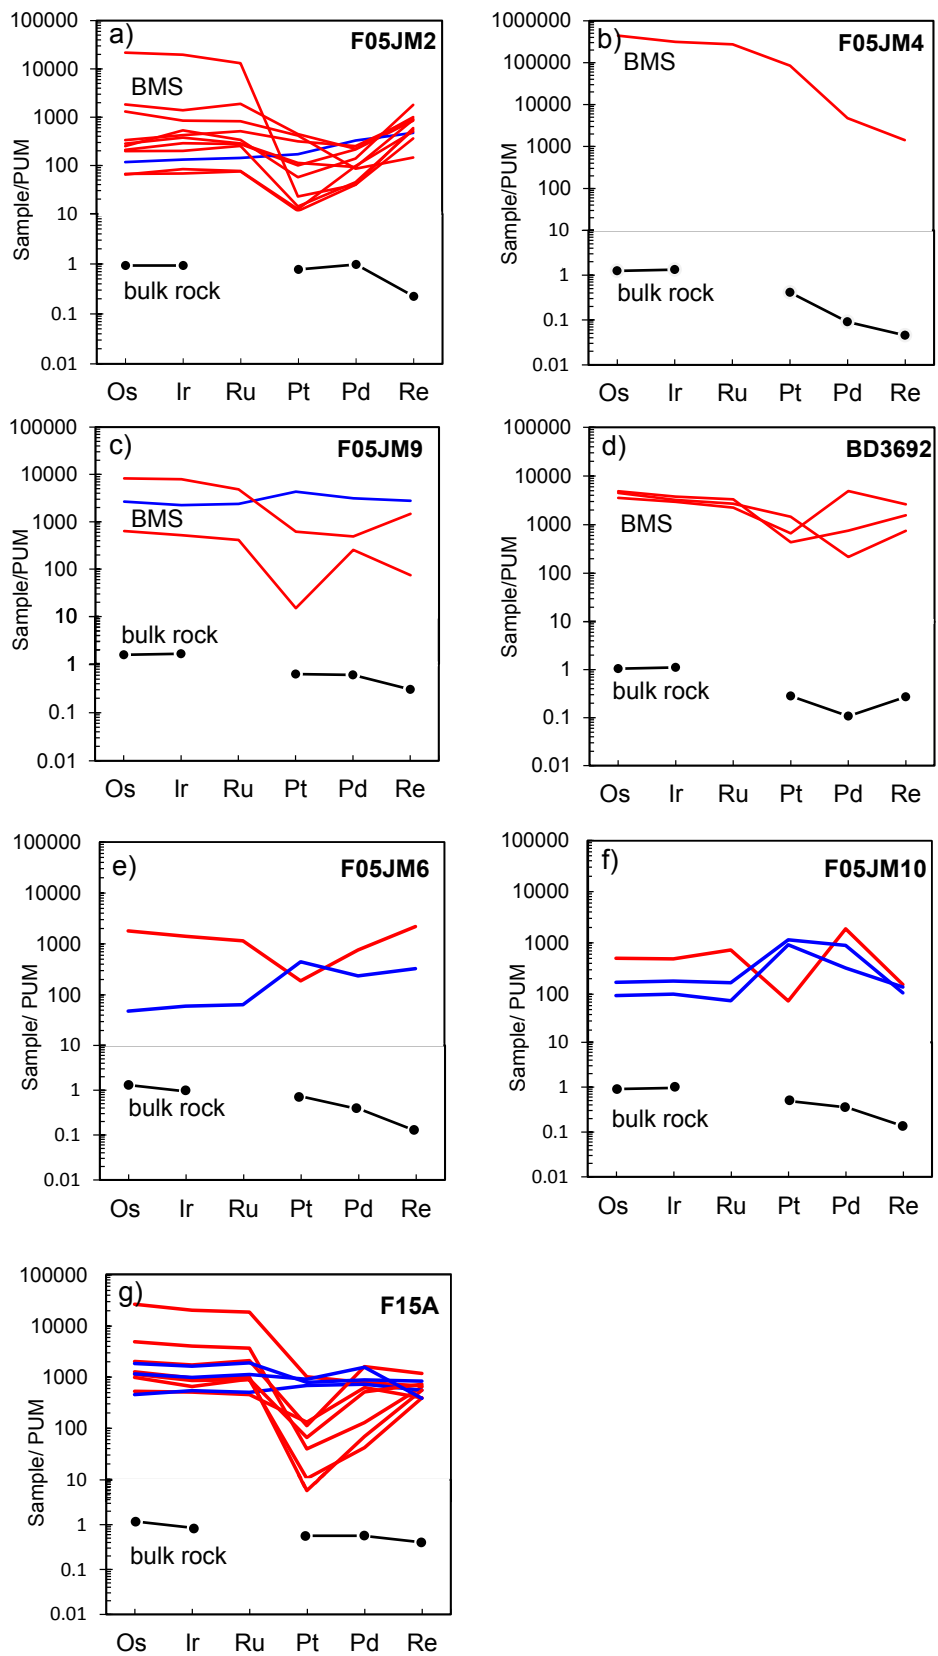 a) F05JM2
100000
10000
1000
100
10
1
0.1
0.01
Sample/PUM
BMS
bulk rock
Os Ir Ru Pt Pd Re
b) F05JM4
1000000
100000
10000
1000
100
10
1
0.1
0.01
Sample/PUM
BMS
bulk rock
Os Ir Ru Pt Pd Re
c) F05JM9
100000
10000
1000
100
10
1
0.1
0.01
Sample/PUM
BMS
bulk rock
Os Ir Ru Pt Pd Re
d) BD3692
100000
10000
1000
100
10
1
0.1
0.01
Sample/PUM
BMS
bulk rock
Os Ir Ru Pt Pd Re
e) F05JM6
100000
10000
1000
100
10
1
0.1
0.01
Sample/ PUM
bulk rock
Os Ir Ru Pt Pd Re
f) F05JM10
100000
10000
1000
100
10
1
0.1
0.01
Sample/ PUM
bulk rock
Os Ir Ru Pt Pd Re
g) F15A
100000
10000
1000
100
10
1
0.1
0.01
Sample/ PUM
bulk rock
Os Ir Ru Pt Pd Re